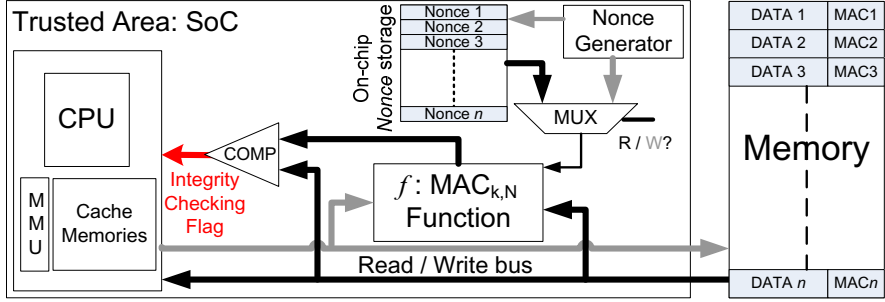 Trusted Area: SoC
CPU
M
M
U
Cache
Memories
COMP
Integrity
Checking
Flag
On-chip
Nonce storage
Nonce 1
Nonce 2
Nonce 3
Nonce n
Nonce
Generator
MUX
R / W?
f : MACk,N
Function
Read / Write bus
DATA 1 MAC1
DATA 2 MAC2
DATA 3 MAC3
Memory
DATA n MACn